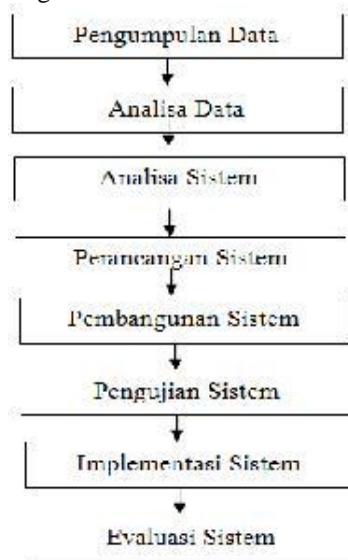 Pengumpulan Data
Analisa Data
Analisa Sistem
Perancangan Sistem
Pembangunan Sistem
Pengujian Sistem
Implementasi Sistem
Evaluasi Sistem